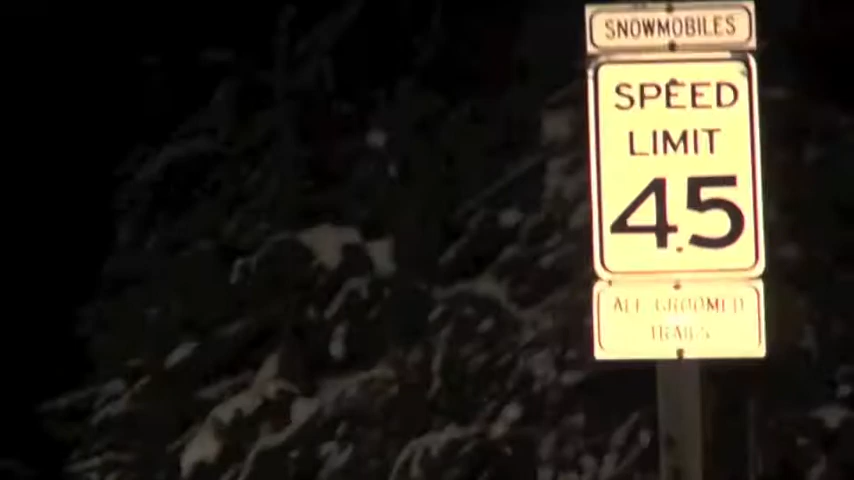 SNOWMOBILES
SPEED
LIMIT
45
ALL GROOMED
TRAILS